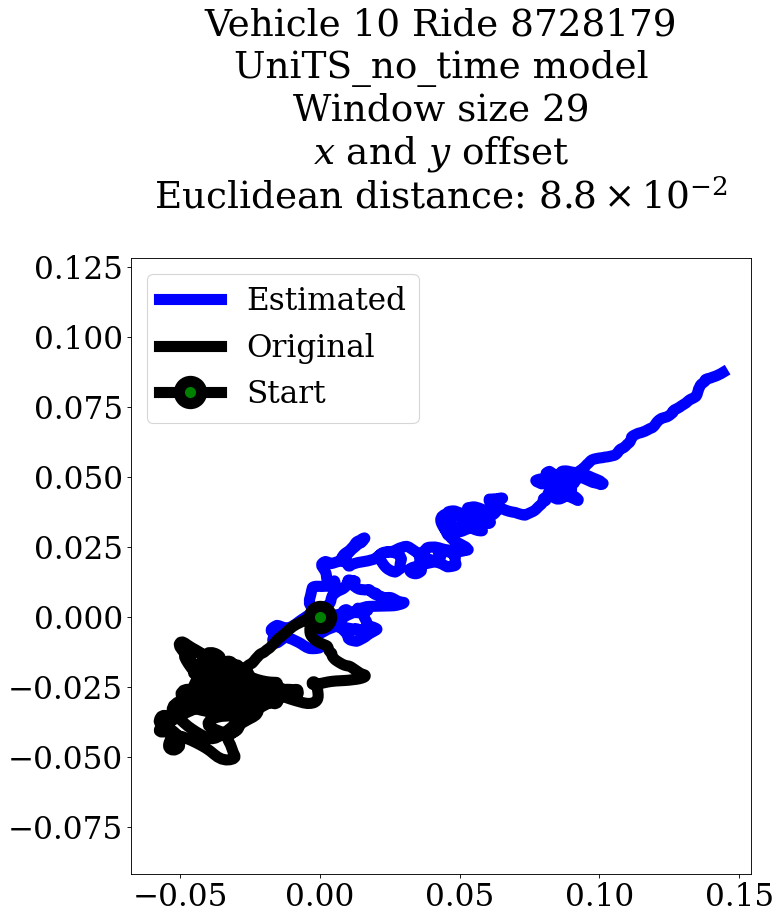 Vehicle 10 Ride 8728179
UniTS_no_time model
Window size 29
x and y offset
Euclidean distance: 8.8 × 10⁻²
0.125
0.100
0.075
0.050
0.025
0.000
−0.025
−0.050
−0.075
Estimated
Original
Start
−0.05 0.00 0.05 0.10 0.15